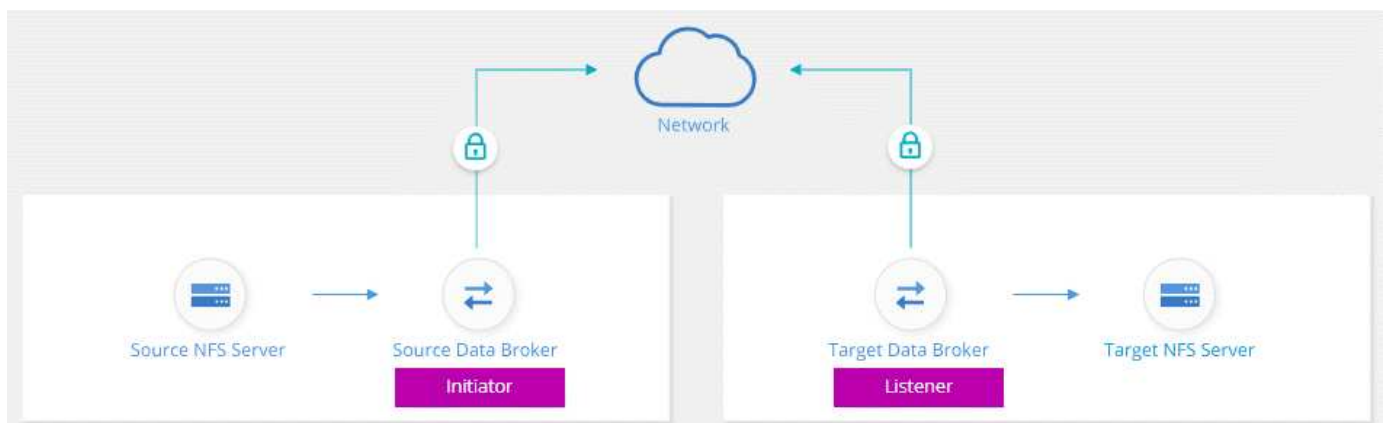 Network
Source NFS Server
Source Data Broker
Target Data Broker
Target NFS Server
Initiator
Listener